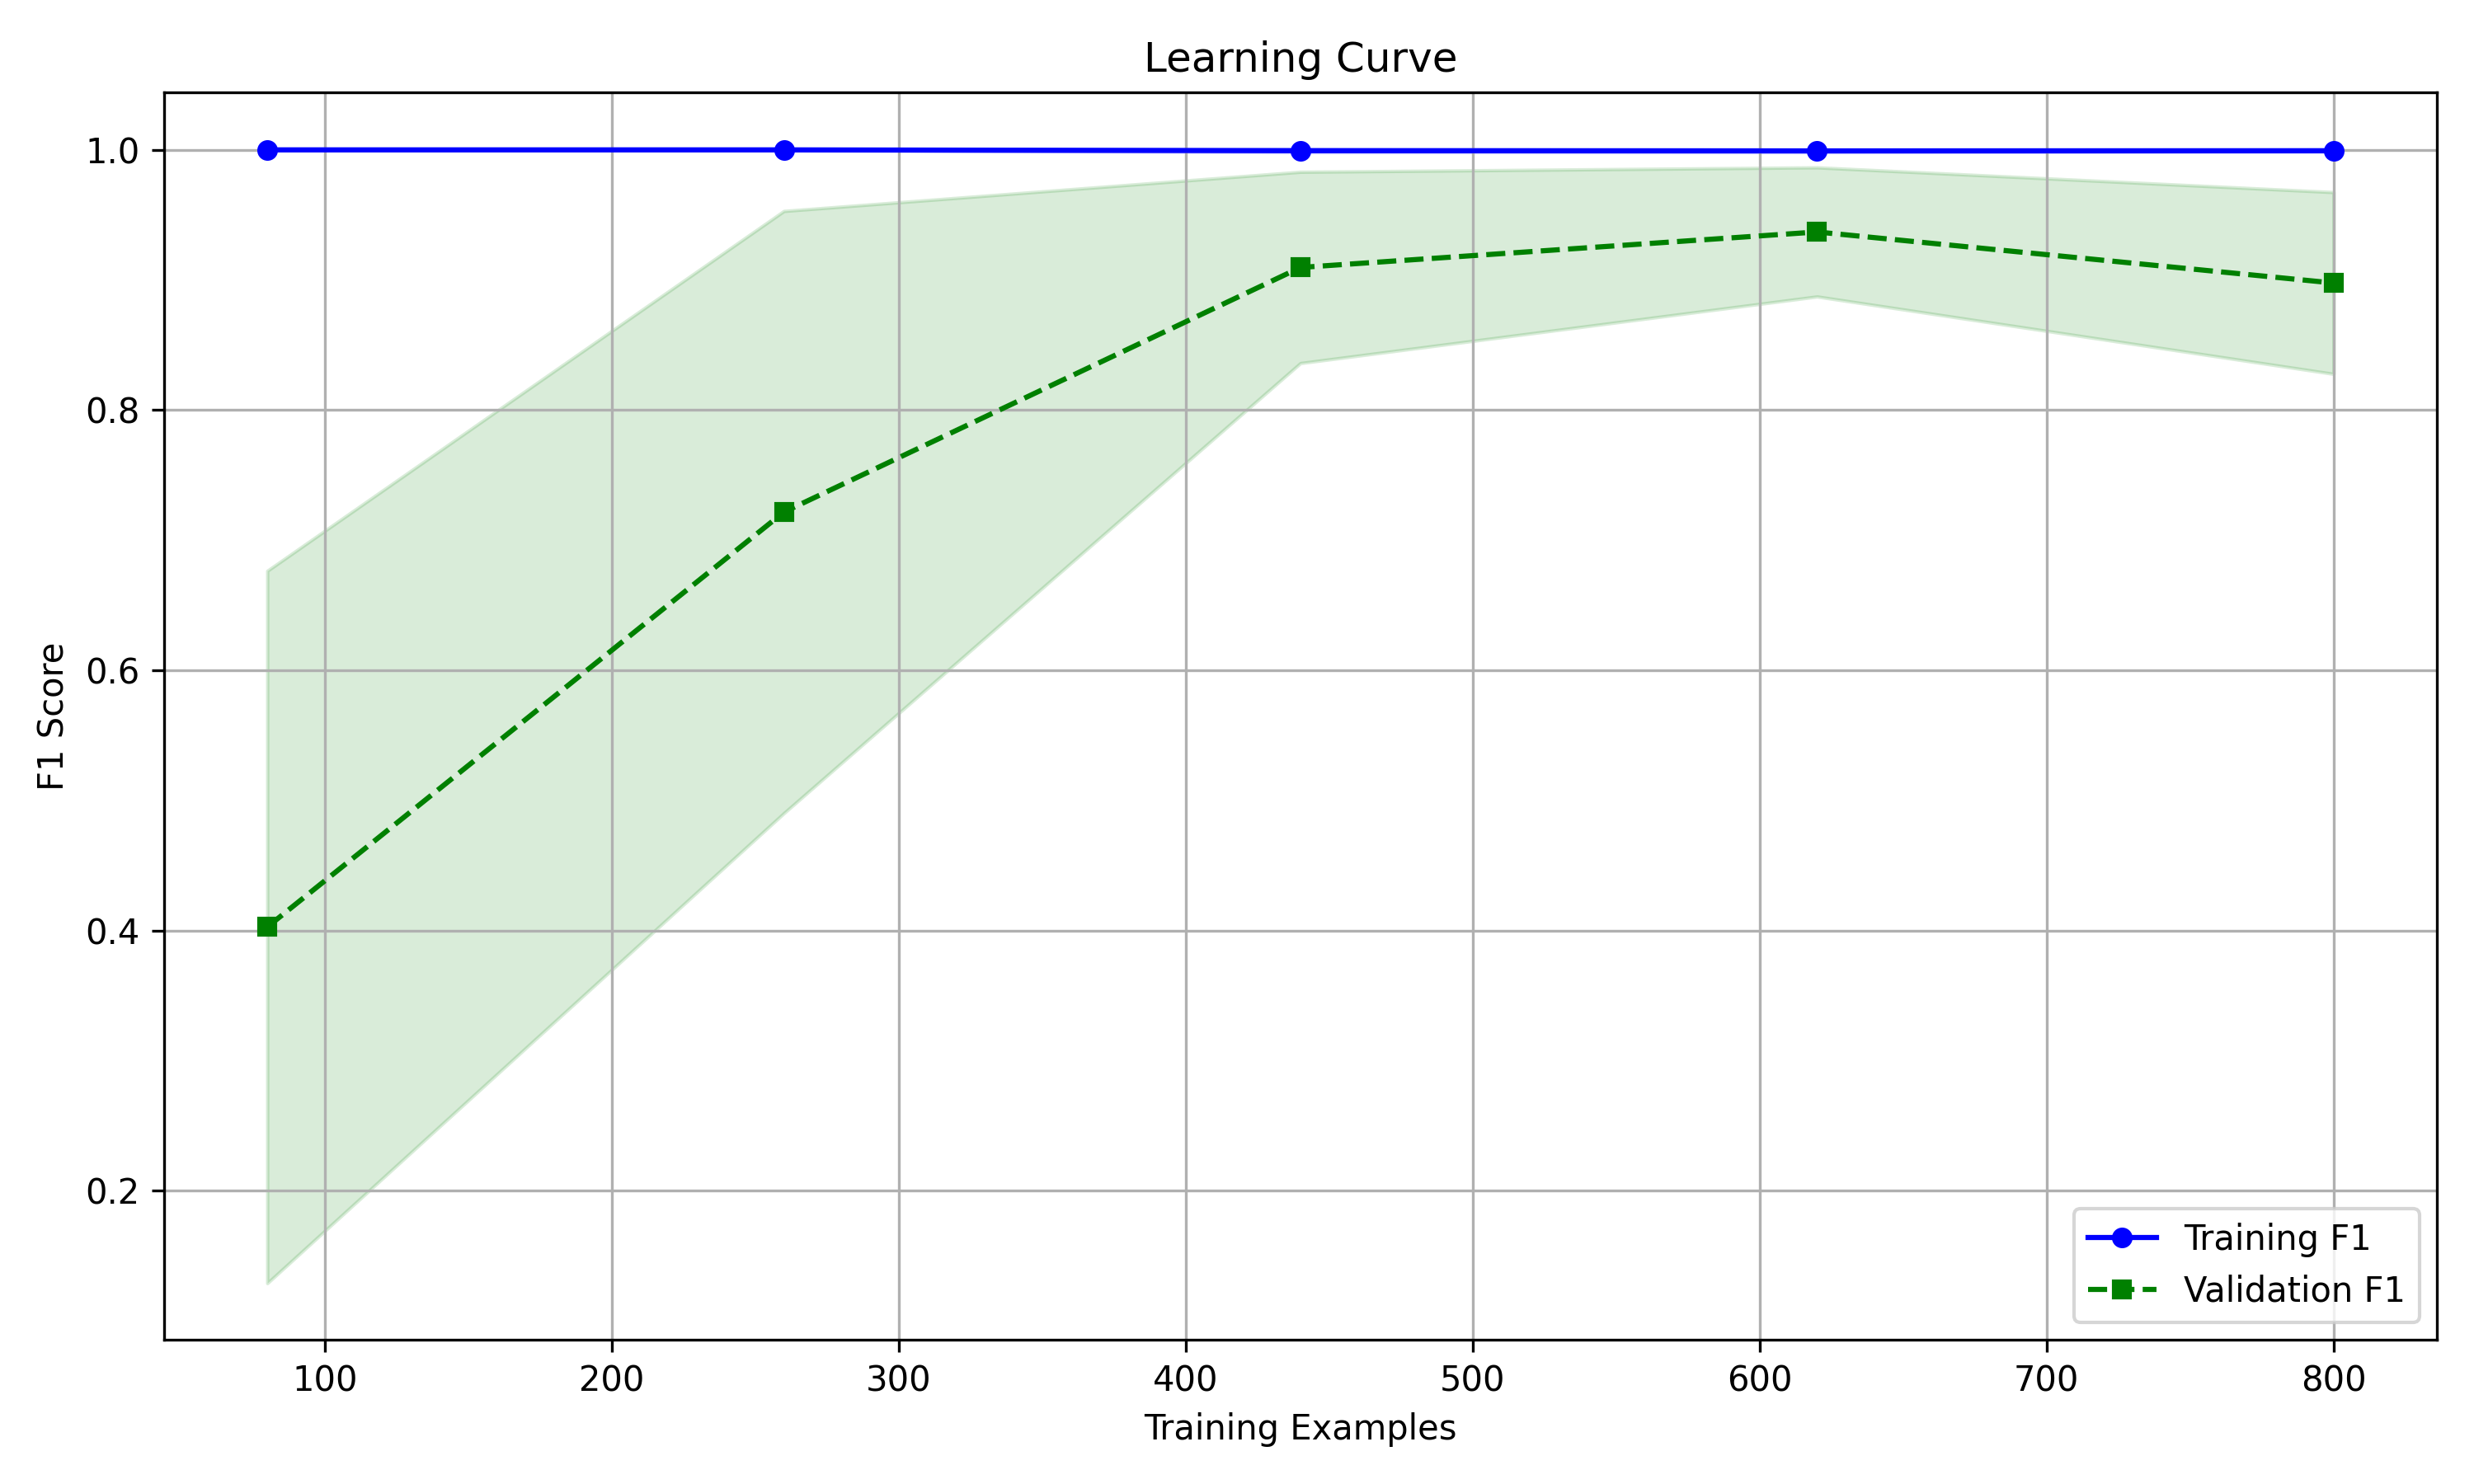 Learning Curve
1.0
0.8
0.6
0.4
0.2
F1 Score
100 200 300 400 500 600 700 800
Training Examples
Training F1
Validation F1